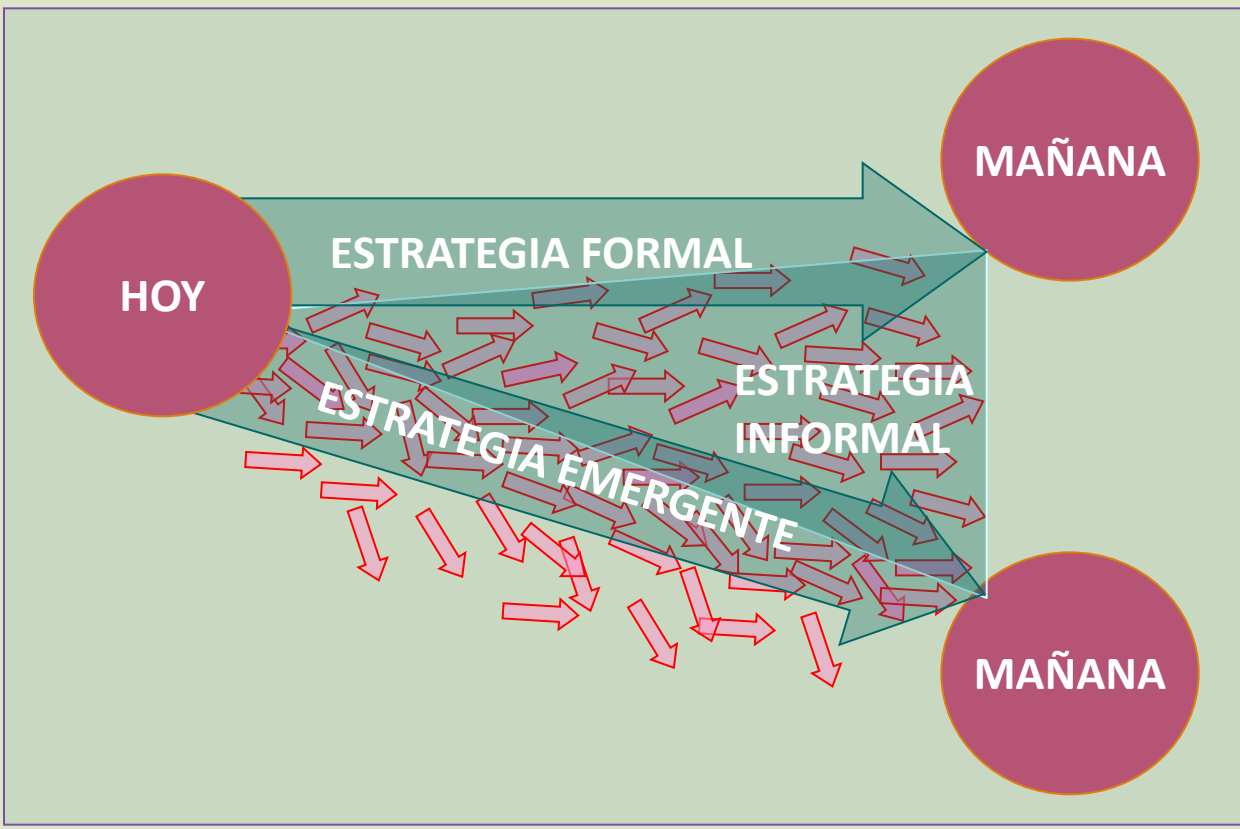 MAÑANA
ESTRATEGIA FORMAL
HOY
ESTRATEGIA
INFORMAL
ESTRATEGIA EMERGENTE
MAÑANA